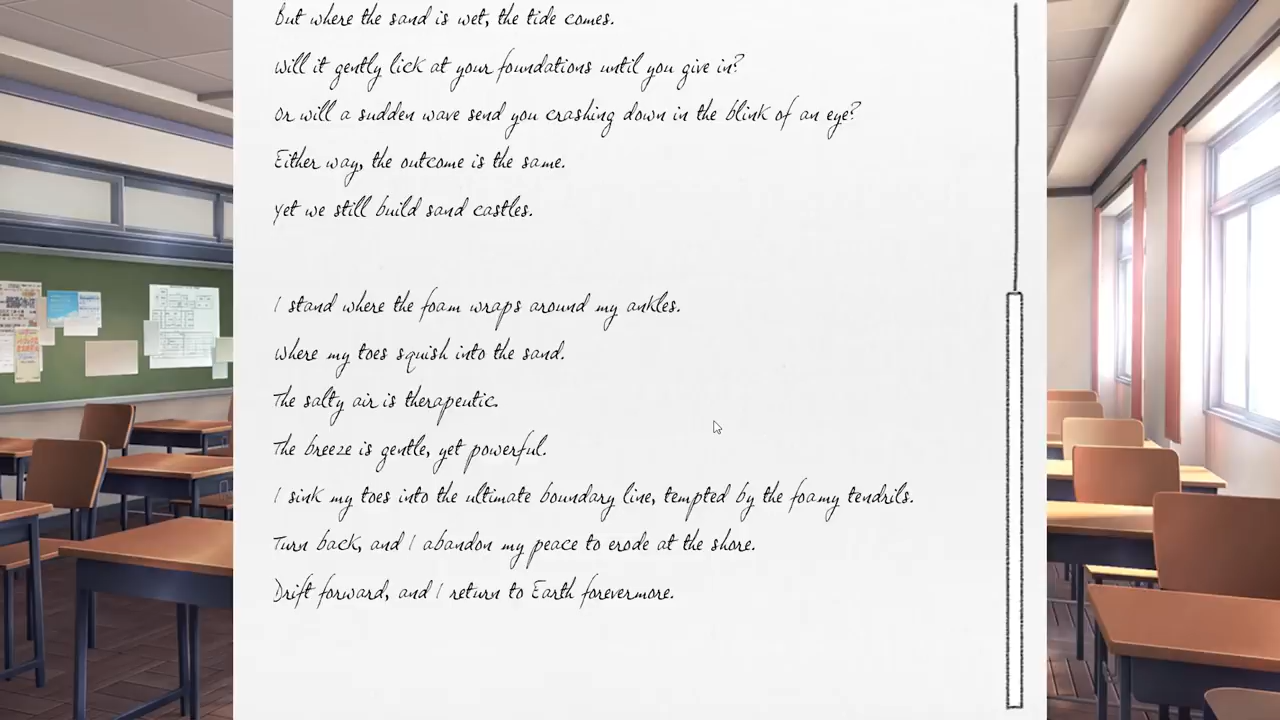 But where the sand is wet, the tide comes.
Will it gently lick at your foundations until you give in?
Or will a sudden wave send you crashing down in the blink of an eye?
Either way, the outcome is the same.
Yet we still build sand castles.
I stand where the foam wraps around my ankles.
Where my toes squish into the sand.
The salty air is therapeutic.
The breeze is gentle, yet powerful.
I sink my toes into the ultimate boundary line, tempted by the foamy tendrils.
Turn back, and I abandon my peace to erode at the shore.
Drift forward, and I return to Earth forevermore.